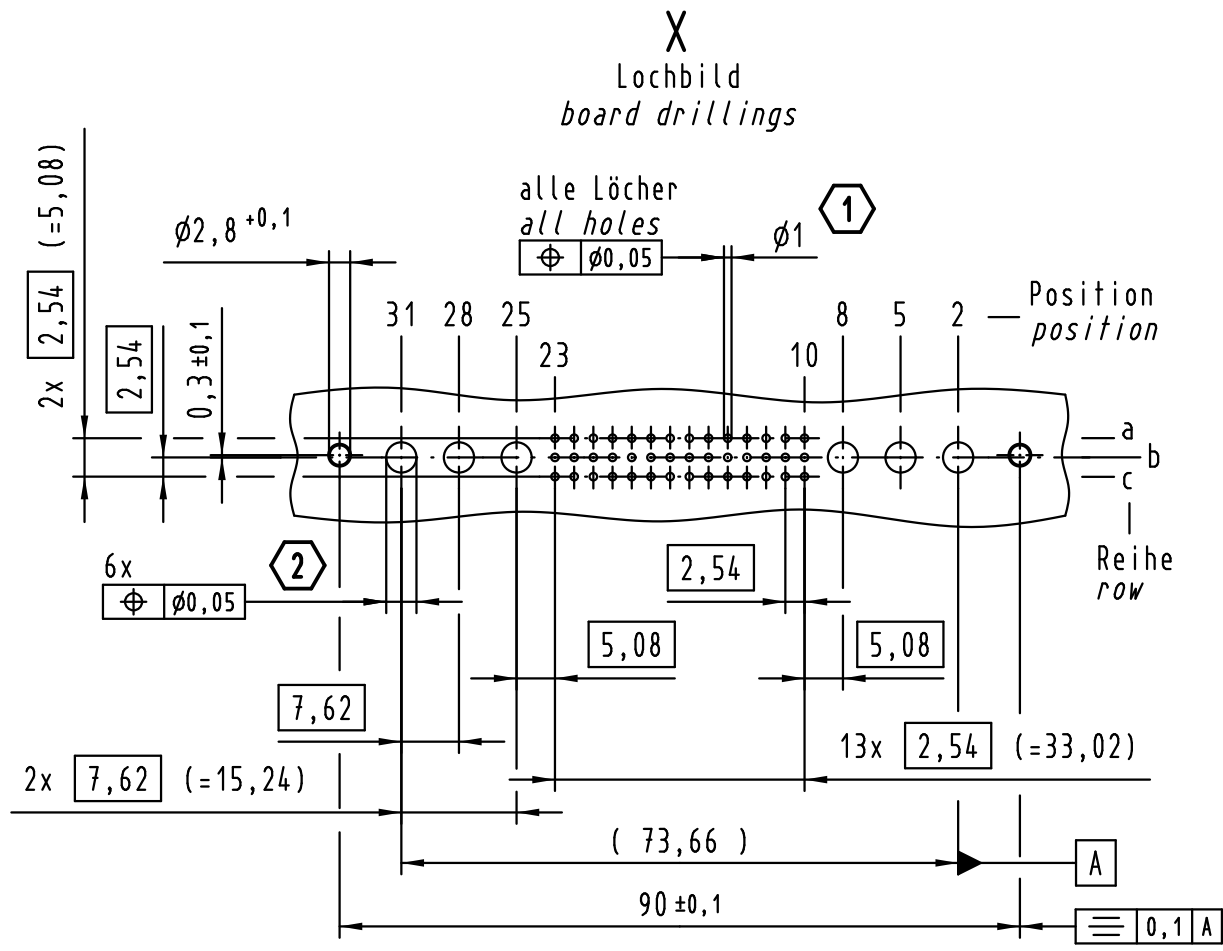 X
Lochbild
board drillings
alle Löcher
all holes
⌖ ø0,05
ø1
1
2x 2,54 (=5,08)
2,54
0,3±0,1
ø2,8 +0,1
31 28 25
23
10
8 5 2
Position
position
a
b
c
Reihe
row
6x
⌖ ø0,05
2
2,54
5,08
5,08
7,62
13x 2,54 (=33,02)
2x 7,62 (=15,24)
( 73,66 )
A
90 ±0,1
⌯ 0,1 A